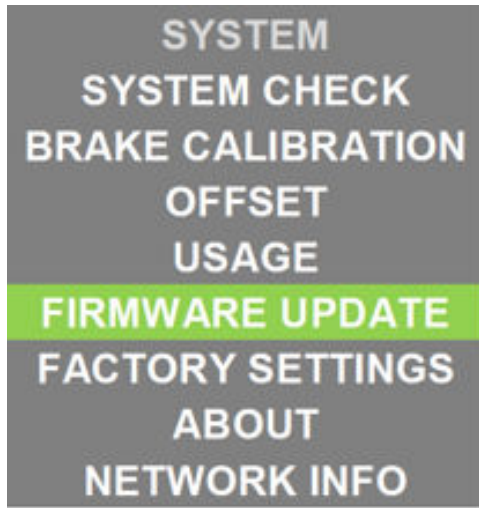 SYSTEM
SYSTEM CHECK
BRAKE CALIBRATION
OFFSET
USAGE
FIRMWARE UPDATE
FACTORY SETTINGS
ABOUT
NETWORK INFO